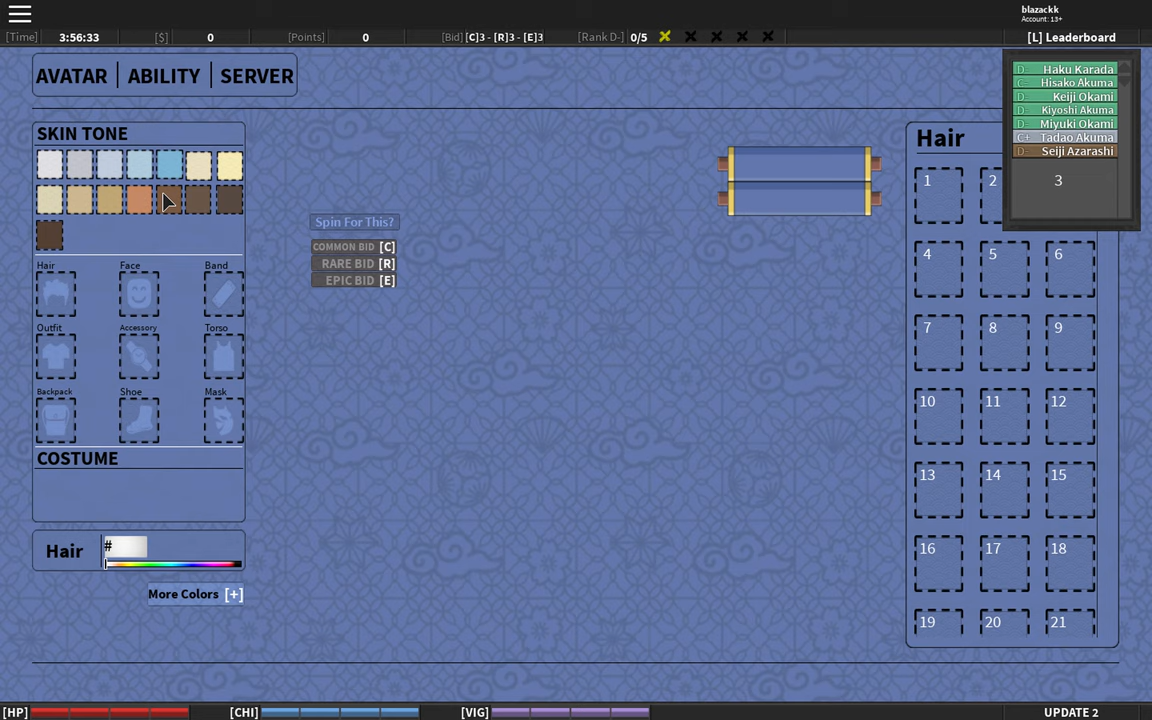 blazackk
Account: 13+
[Time] 3:56:33 [$] 0 [Points] 0 [Bid] [C]3 - [R]3 - [E]3 [Rank D-] 0/5 [L] Leaderboard
AVATAR | ABILITY | SERVER
D- Haku Karada
C- Hisako Akuma
D- Keiji Okami
D- Kiyoshi Akuma
D- Miyuki Okami
C+ Tadao Akuma
D- Seiji Azarashi
SKIN TONE
Hair
1 2 3
Spin For This?
COMMON BID [C]
RARE BID [R]
EPIC BID [E]
4 5 6
Hair Face Band
7 8 9
Outfit Accessory Torso
Backpack Shoe Mask
10 11 12
COSTUME
13 14 15
Hair #
16 17 18
More Colors [+]
19 20 21
[HP] [CHI] [VIG] UPDATE 2